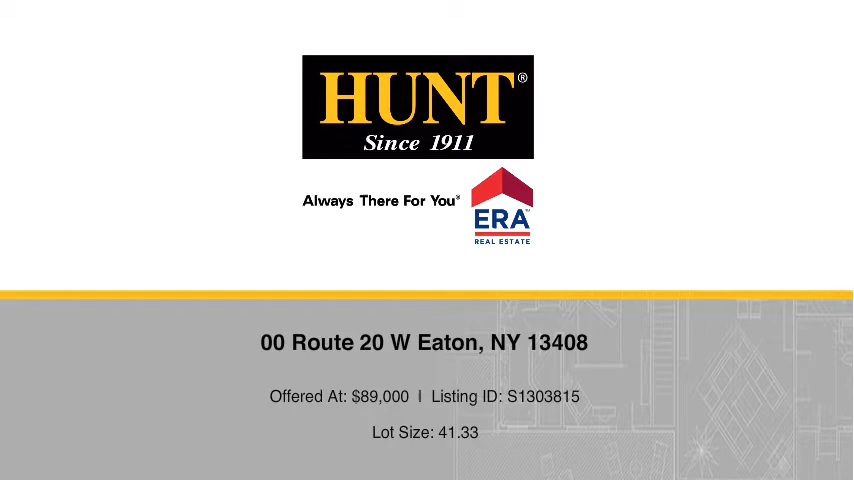 HUNT®
Since 1911
Always There For You®
ERA™
REAL ESTATE
00 Route 20 W Eaton, NY 13408
Offered At: $89,000 | Listing ID: S1303815
Lot Size: 41.33